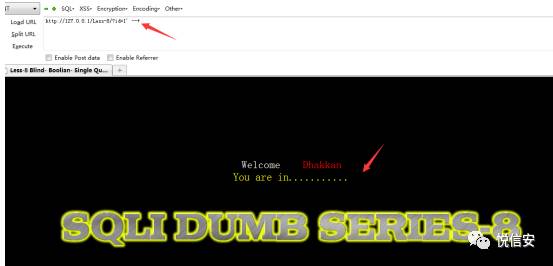 SQL- XSS- Encryption- Encoding- Other-
Load URL
http://127.0.0.1/Less-8/?id=1' --+
Split URL
Execute
Enable Post data Enable Referrer
Less-8 Blind- Boolian- Single Qu...
Welcome Dhakkan
You are in...........
SQLI DUMB SERIES-8
悦信安